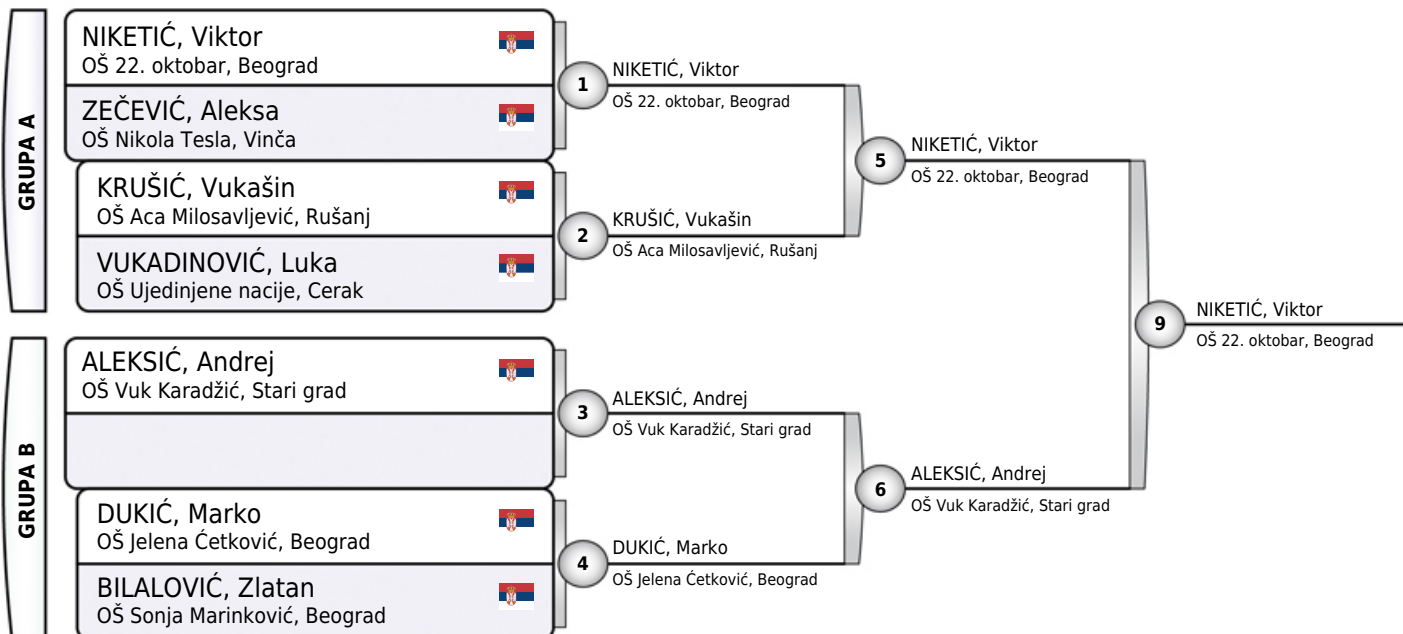 GRUPA A
NIKETIĆ, Viktor
OŠ 22. oktobar, Beograd
ZEČEVIĆ, Aleksa
OŠ Nikola Tesla, Vinča
KRUŠIĆ, Vukašin
OŠ Aca Milosavljević, Rušanj
VUKADINOVIĆ, Luka
OŠ Ujedinjene nacije, Cerak
1
NIKETIĆ, Viktor
OŠ 22. oktobar, Beograd
2
KRUŠIĆ, Vukašin
OŠ Aca Milosavljević, Rušanj
5
NIKETIĆ, Viktor
OŠ 22. oktobar, Beograd
GRUPA B
ALEKSIĆ, Andrej
OŠ Vuk Karadžić, Stari grad
DUKIĆ, Marko
OŠ Jelena Ćetković, Beograd
BILALOVIĆ, Zlatan
OŠ Sonja Marinković, Beograd
3
ALEKSIĆ, Andrej
OŠ Vuk Karadžić, Stari grad
4
DUKIĆ, Marko
OŠ Jelena Ćetković, Beograd
6
ALEKSIĆ, Andrej
OŠ Vuk Karadžić, Stari grad
9
NIKETIĆ, Viktor
OŠ 22. oktobar, Beograd